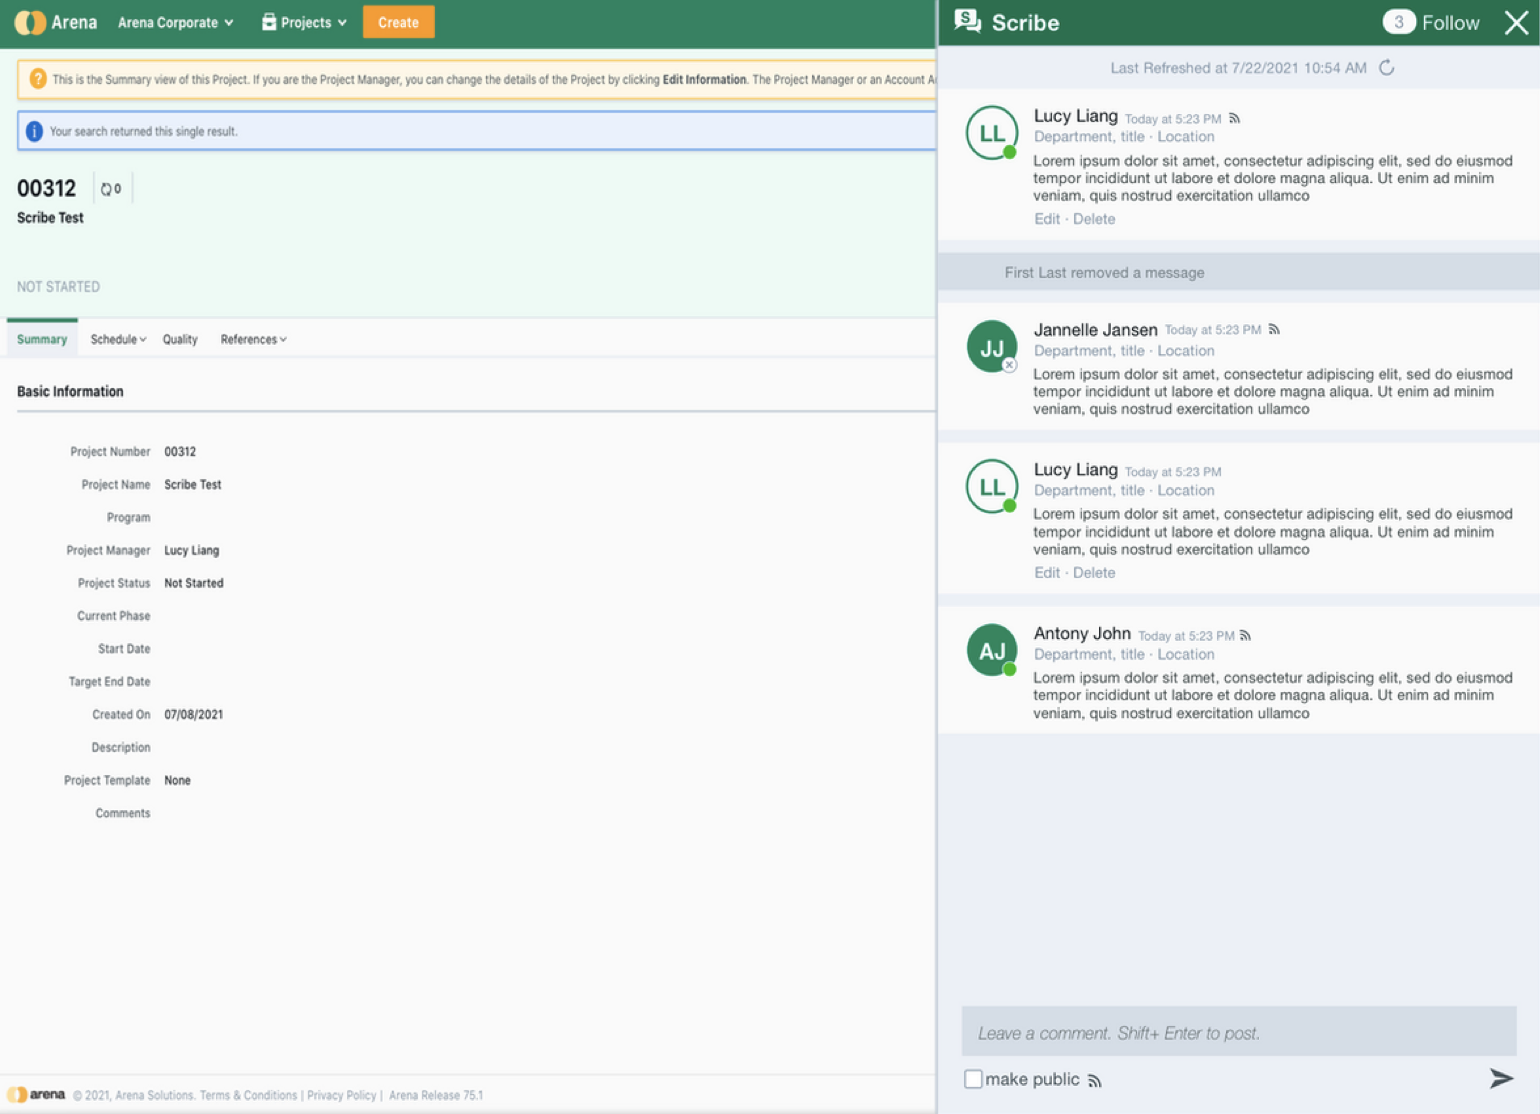 Arena
Arena Corporate
Projects
Create
This is the Summary view of this Project. If you are the Project Manager, you can change the details of the Project by clicking Edit Information. The Project Manager or an Account A
Your search returned this single result.
00312
0
Scribe Test
NOT STARTED
Summary
Schedule
Quality
References
Basic Information
Project Number 00312
Project Name Scribe Test
Program
Project Manager Lucy Liang
Project Status Not Started
Current Phase
Start Date
Target End Date
Created On 07/08/2021
Description
Project Template None
Comments
arena © 2021, Arena Solutions. Terms & Conditions | Privacy Policy | Arena Release 75.1
S Scribe
3 Follow
Last Refreshed at 7/22/2021 10:54 AM
LL
Lucy Liang Today at 5:23 PM
Department, title · Location
Lorem ipsum dolor sit amet, consectetur adipiscing elit, sed do eiusmod
tempor incididunt ut labore et dolore magna aliqua. Ut enim ad minim
veniam, quis nostrud exercitation ullamco
Edit · Delete
First Last removed a message
JJ
Jannelle Jansen Today at 5:23 PM
Department, title · Location
Lorem ipsum dolor sit amet, consectetur adipiscing elit, sed do eiusmod
tempor incididunt ut labore et dolore magna aliqua. Ut enim ad minim
veniam, quis nostrud exercitation ullamco
LL
Lucy Liang Today at 5:23 PM
Department, title · Location
Lorem ipsum dolor sit amet, consectetur adipiscing elit, sed do eiusmod
tempor incididunt ut labore et dolore magna aliqua. Ut enim ad minim
veniam, quis nostrud exercitation ullamco
Edit · Delete
AJ
Antony John Today at 5:23 PM
Department, title · Location
Lorem ipsum dolor sit amet, consectetur adipiscing elit, sed do eiusmod
tempor incididunt ut labore et dolore magna aliqua. Ut enim ad minim
veniam, quis nostrud exercitation ullamco
Leave a comment. Shift+ Enter to post.
make public